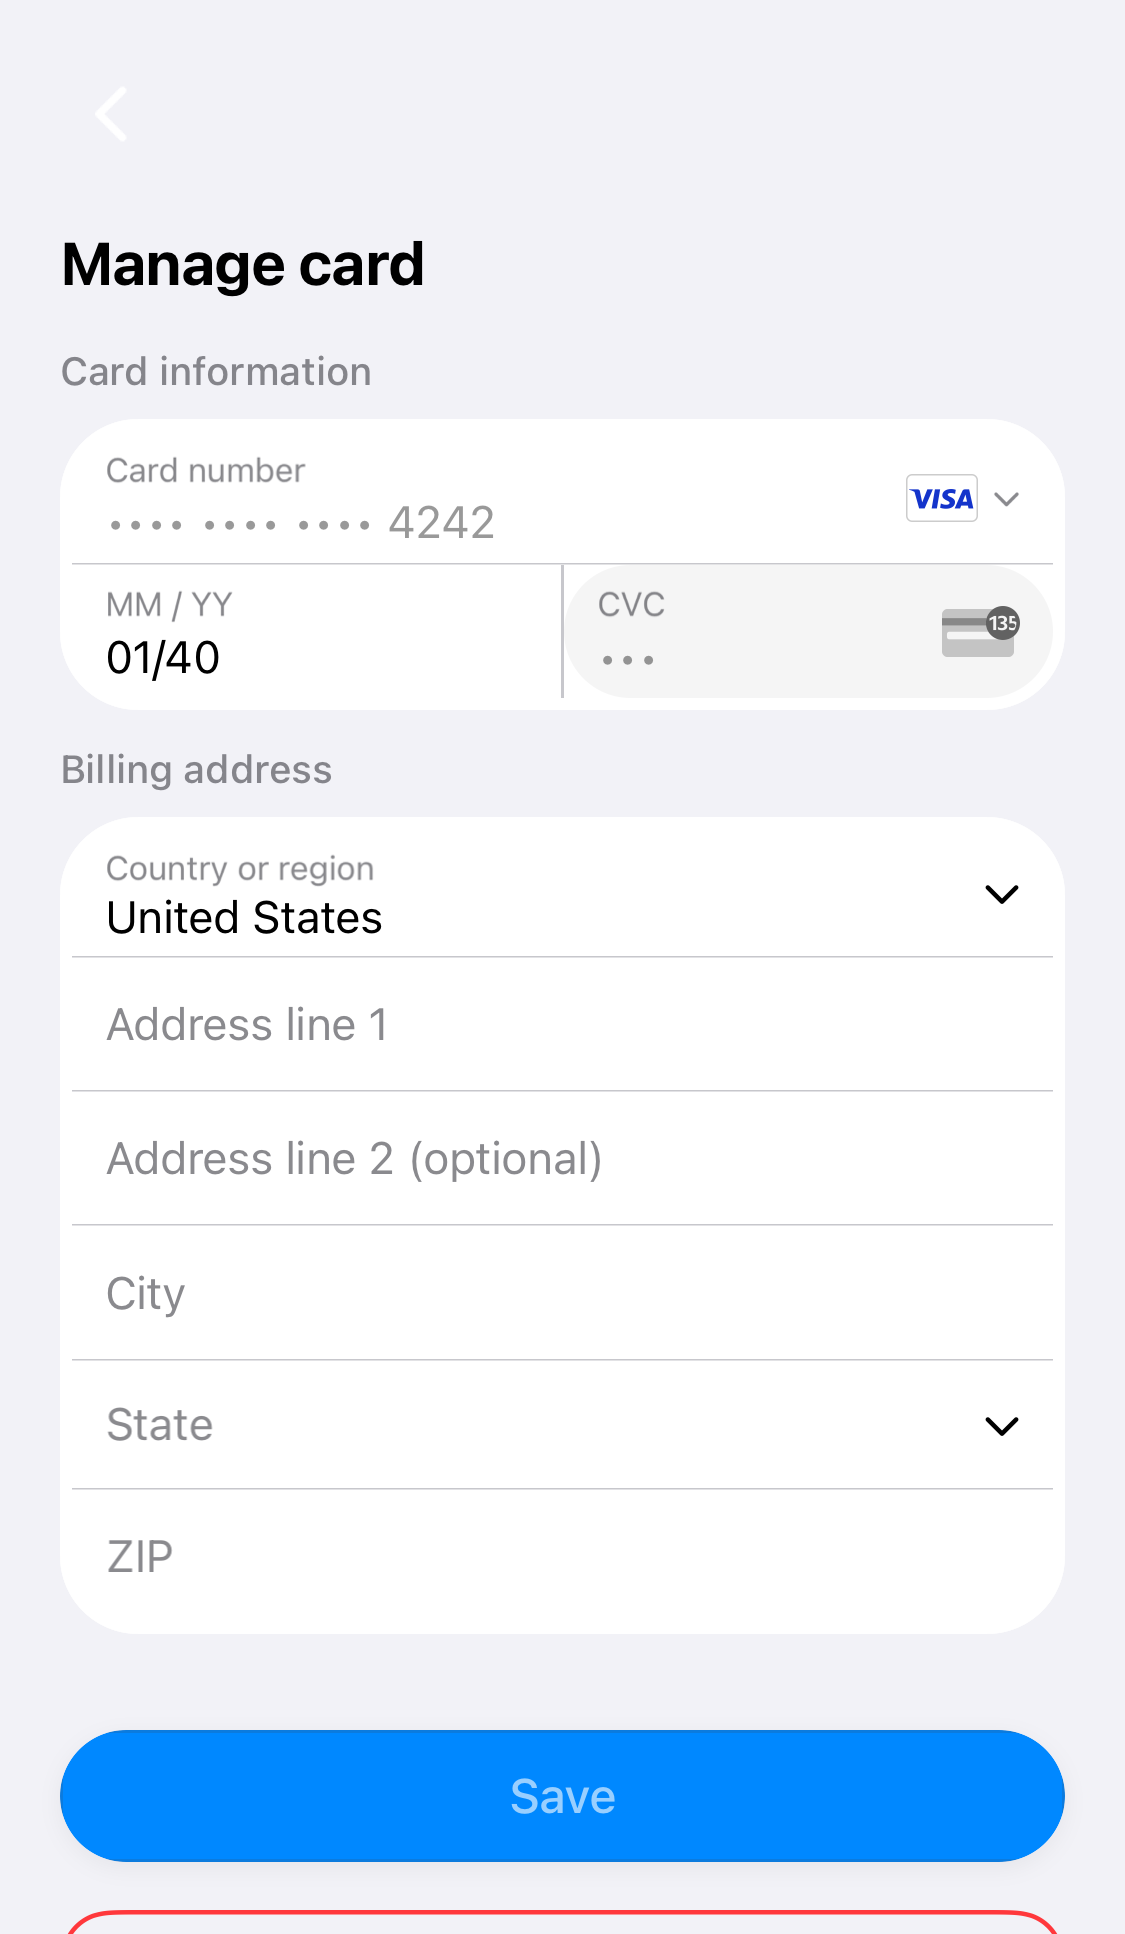 Manage card
Card information
Card number
•••• •••• •••• 4242
VISA
MM / YY
01/40
CVC
•••
135
Billing address
Country or region
United States
Address line 1
Address line 2 (optional)
City
State
ZIP
Save